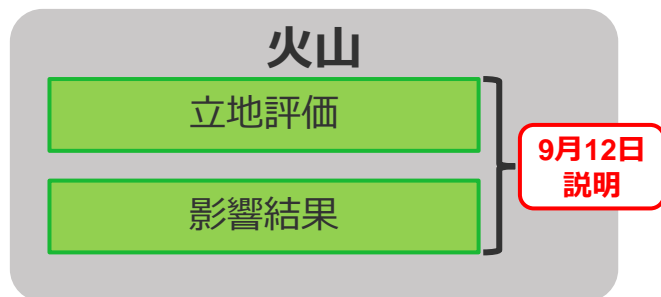 火山
立地評価
影響結果
9月12日
説明